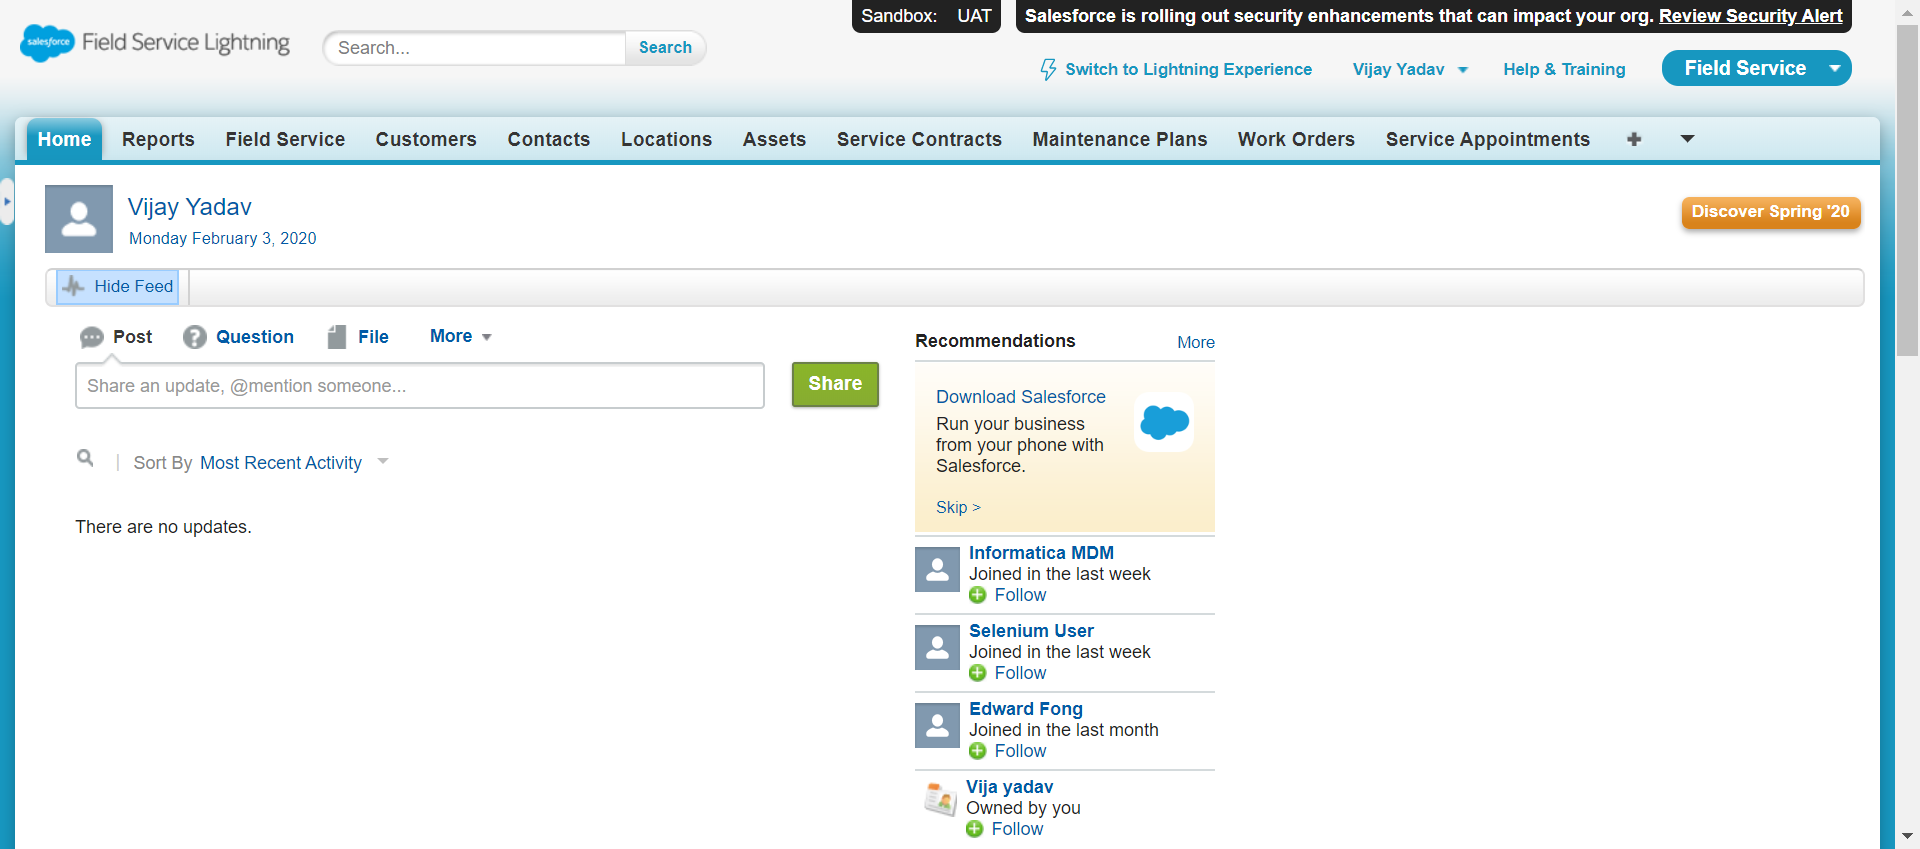 Sandbox: UAT
Salesforce is rolling out security enhancements that can impact your org. Review Security Alert
salesforce Field Service Lightning
Search...
Search
Switch to Lightning Experience
Vijay Yadav
Help & Training
Field Service
Home Reports Field Service Customers Contacts Locations Assets Service Contracts Maintenance Plans Work Orders Service Appointments
Vijay Yadav
Monday February 3, 2020
Discover Spring '20
Hide Feed
Post Question File More
Share an update, @mention someone...
Share
Sort By Most Recent Activity
There are no updates.
Recommendations More
Download Salesforce
Run your business
from your phone with
Salesforce.
Skip >
Informatica MDM
Joined in the last week
Follow
Selenium User
Joined in the last week
Follow
Edward Fong
Joined in the last month
Follow
Vija yadav
Owned by you
Follow